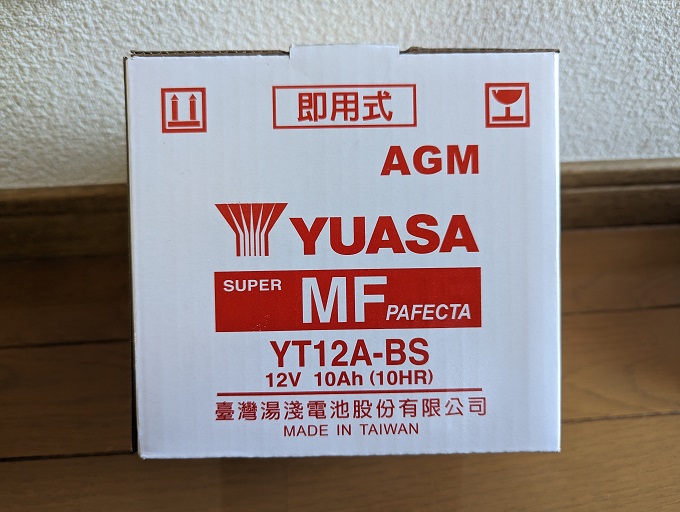 即用式
AGM
YUASA
SUPER MF PAFECTA
YT12A-BS
12V 10Ah (10HR)
臺灣湯淺電池股份有限公司
MADE IN TAIWAN